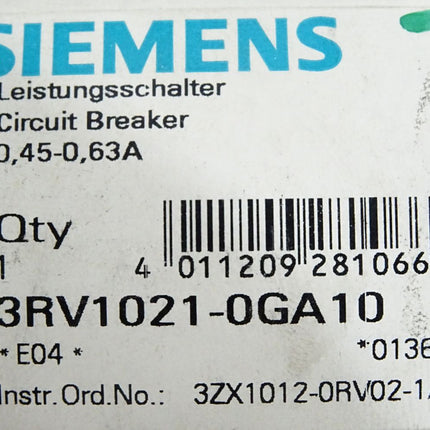 SIEMENS
Leistungsschalter
Circuit Breaker
0,45-0,63A
Qty
1
4 011209 281066
3RV1021-0GA10
* E04 * *0136
Instr.Ord.No.: 3ZX1012-0RV02-1